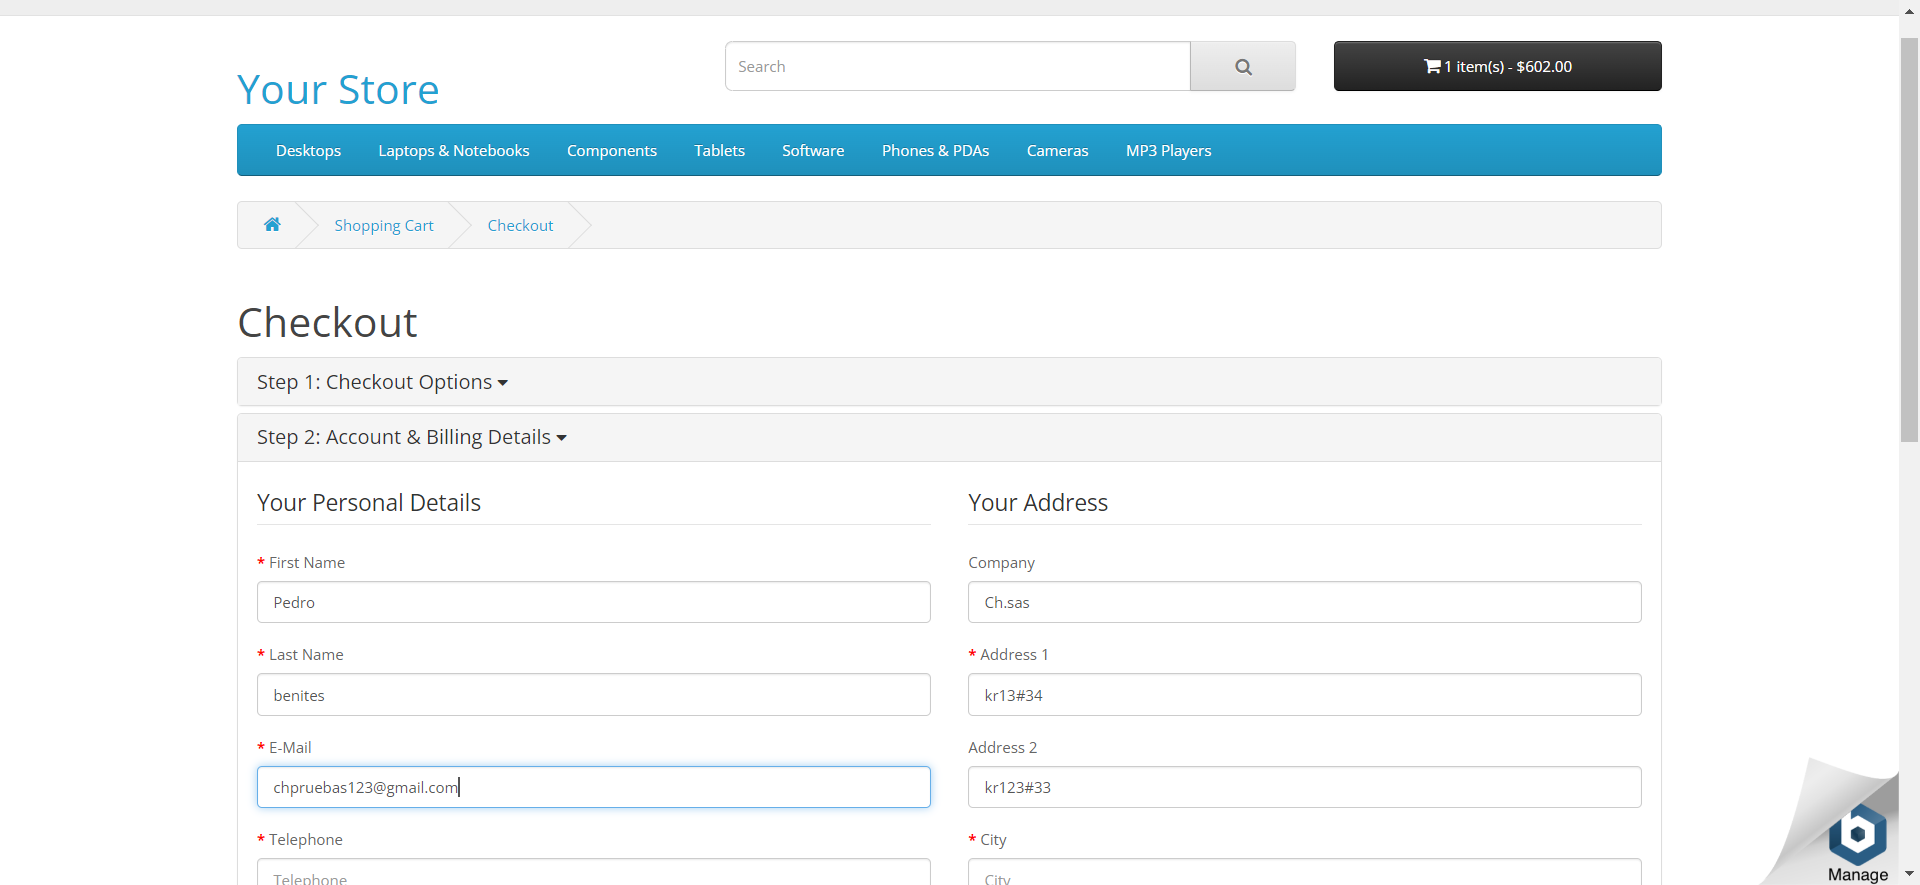 Your Store
Search
1 item(s) - $602.00
Desktops
Laptops & Notebooks
Components
Tablets
Software
Phones & PDAs
Cameras
MP3 Players
Shopping Cart
Checkout
Checkout
Step 1: Checkout Options
Step 2: Account & Billing Details
Your Personal Details
* First Name
Pedro
* Last Name
benites
* E-Mail
chpruebas123@gmail.com
* Telephone
Telephone
Your Address
Company
Ch.sas
* Address 1
kr13#34
Address 2
kr123#33
* City
City
b
Manage